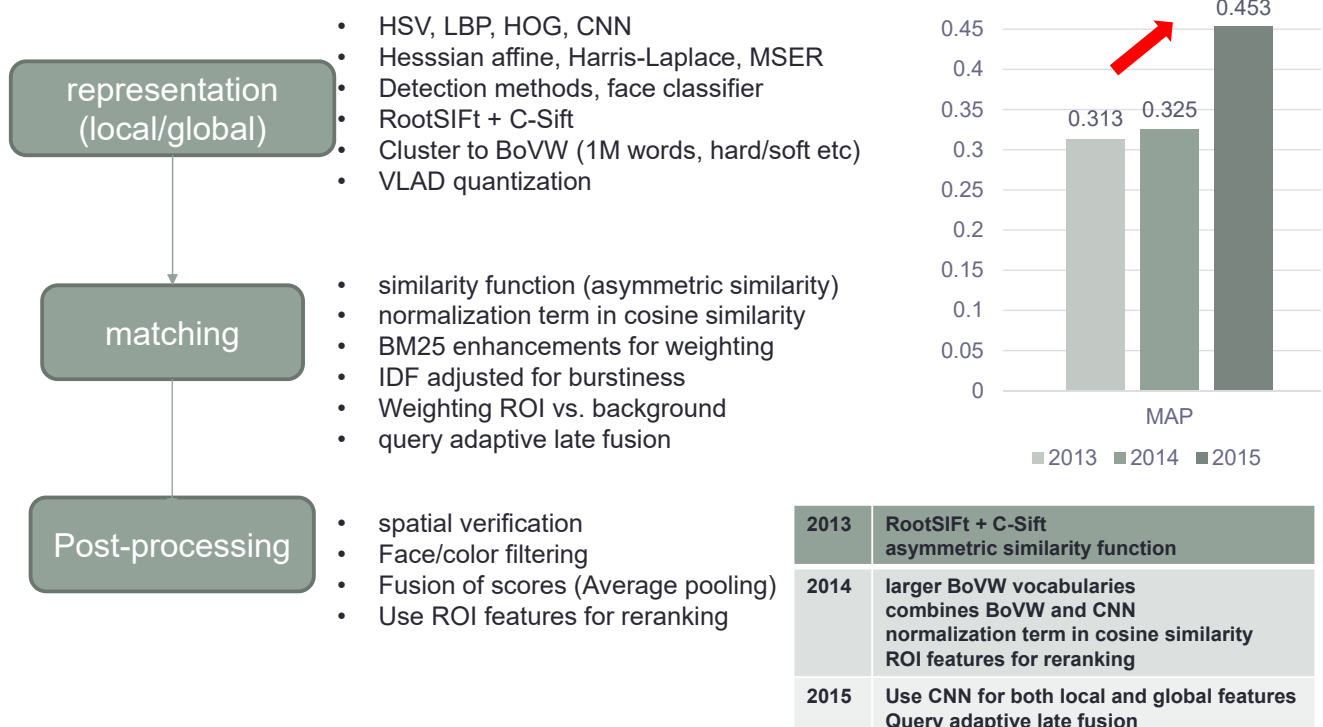 representation
(local/global)
• HSV, LBP, HOG, CNN
• Hesssian affine, Harris-Laplace, MSER
• Detection methods, face classifier
• RootSIFt + C-Sift
• Cluster to BoVW (1M words, hard/soft etc)
• VLAD quantization
matching
• similarity function (asymmetric similarity)
• normalization term in cosine similarity
• BM25 enhancements for weighting
• IDF adjusted for burstiness
• Weighting ROI vs. background
• query adaptive late fusion
Post-processing
• spatial verification
• Face/color filtering
• Fusion of scores (Average pooling)
• Use ROI features for reranking
0.453
0.45
0.4
0.35
0.313 0.325
0.3
0.25
0.2
0.15
0.1
0.05
0
MAP
2013 2014 2015
2013 RootSIFt + C-Sift
asymmetric similarity function
2014 larger BoVW vocabularies
combines BoVW and CNN
normalization term in cosine similarity
ROI features for reranking
2015 Use CNN for both local and global features
Query adaptive late fusion